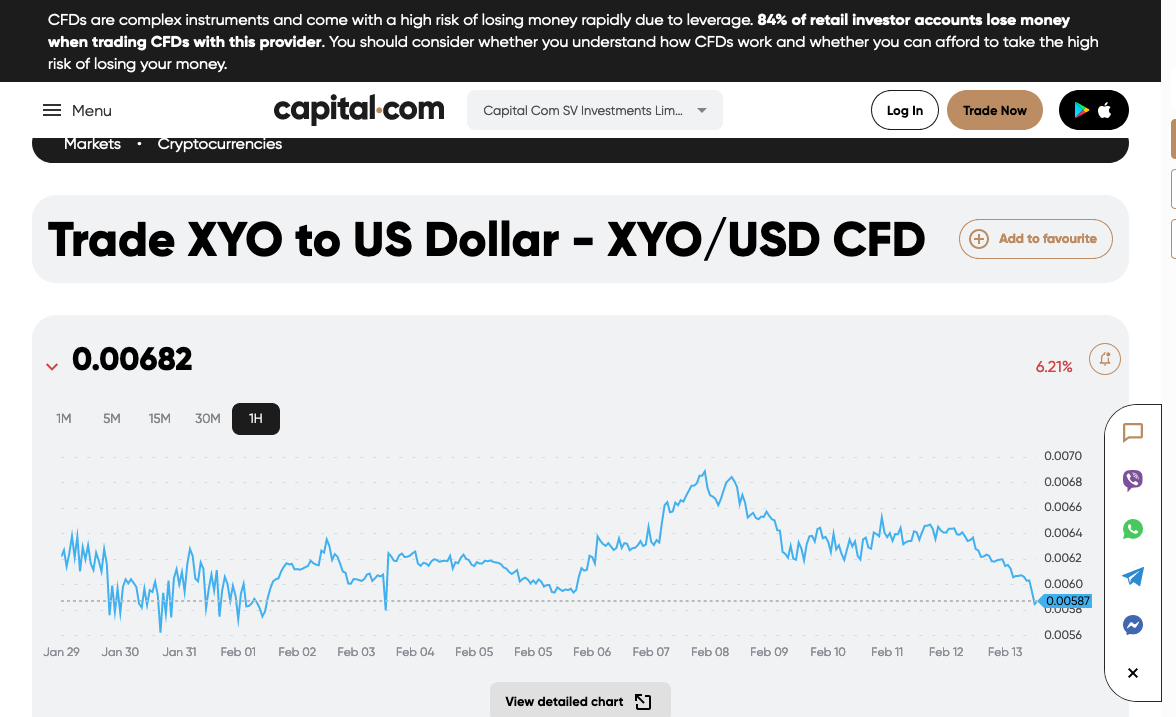 CFDs are complex instruments and come with a high risk of losing money rapidly due to leverage. 84% of retail investor accounts lose money
when trading CFDs with this provider. You should consider whether you understand how CFDs work and whether you can afford to take the high
risk of losing your money.
Menu
capital.com
Capital Com SV Investments Lim...
Log In
Trade Now
Markets • Cryptocurrencies
Trade XYO to US Dollar - XYO/USD CFD
Add to favourite
0.00682
6.21%
1M 5M 15M 30M 1H
0.0070
0.0068
0.0066
0.0064
0.0062
0.0060
0.00587
0.0058
0.0056
Jan 29 Jan 30 Jan 31 Feb 01 Feb 02 Feb 03 Feb 04 Feb 05 Feb 05 Feb 06 Feb 07 Feb 08 Feb 09 Feb 10 Feb 11 Feb 12 Feb 13
View detailed chart